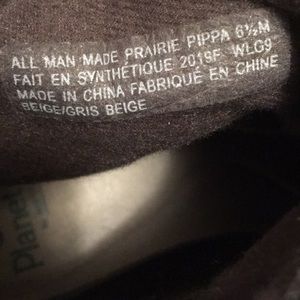 ALL MAN MADE PRAIRIE PIPPA 6½M
FAIT EN SYNTHÉTIQUE 2019F WLG9
MADE IN CHINA FABRIQUÉ EN CHINE
BEIGE/GRIS BEIGE
Planet